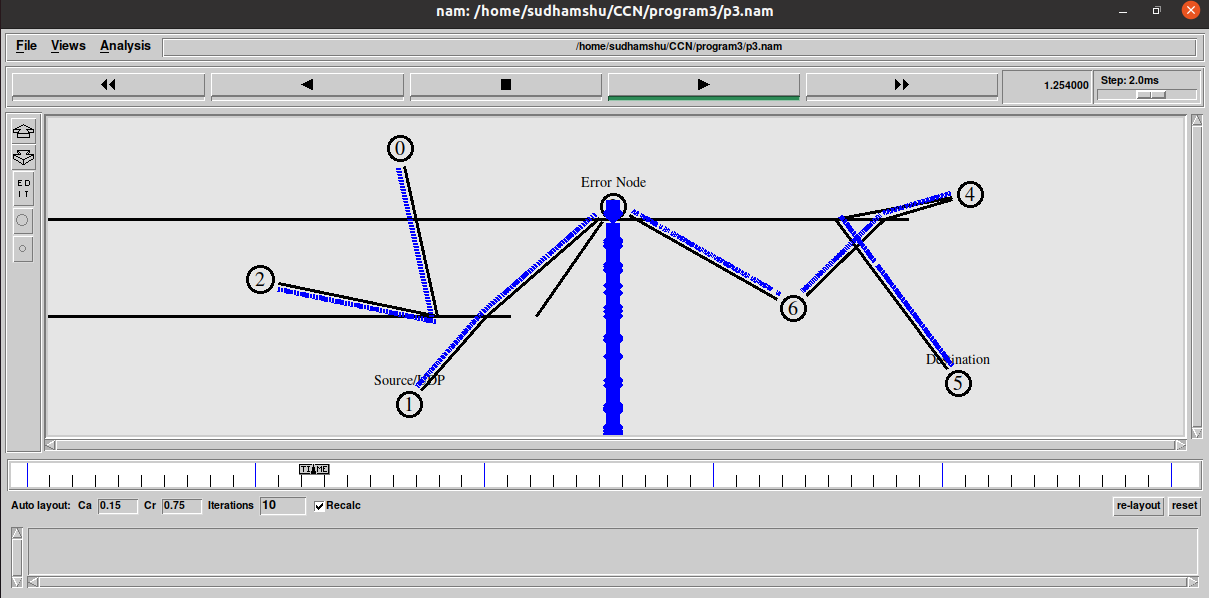 nam: /home/sudhamshu/CCN/program3/p3.nam
File Views Analysis /home/sudhamshu/CCN/program3/p3.nam
1.254000 Step: 2.0ms
ED
IT
0
Error Node
4
2
6
Destination
Source/UDP
5
1
TIME
Auto layout: Ca 0.15 Cr 0.75 Iterations 10 Recalc re-layout reset